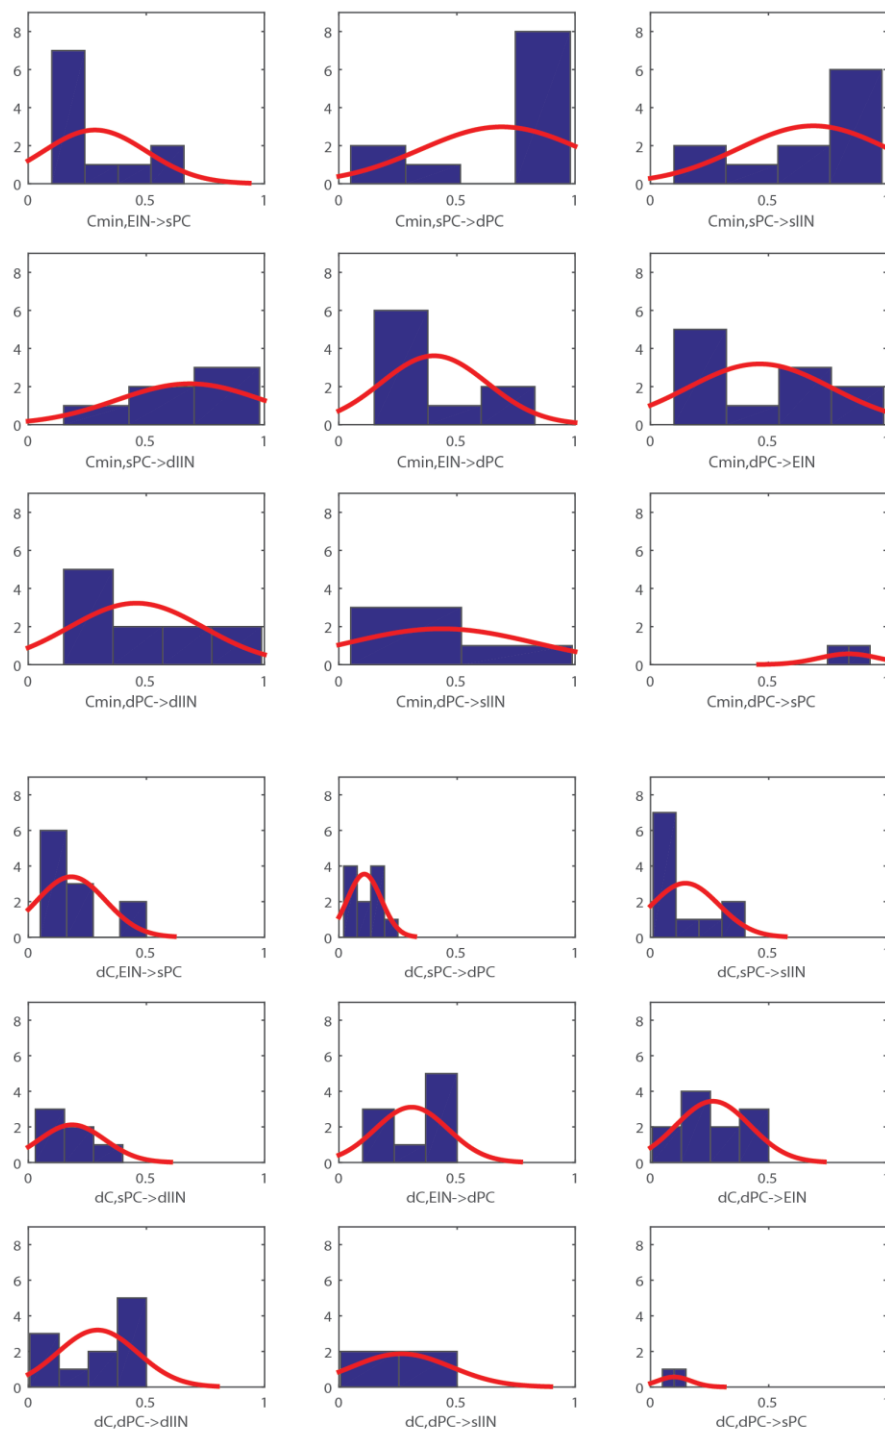 8 8 8
6 6 6
4 4 4
2 2 2
0 0 0
0 0.5 1 0 0.5 1 0 0.5 1
Cmin,EIN->sPC Cmin,sPC->dPC Cmin,sPC->sIIN
8 8 8
6 6 6
4 4 4
2 2 2
0 0 0
0 0.5 1 0 0.5 1 0 0.5 1
Cmin,sPC->dIIN Cmin,EIN->dPC Cmin,dPC->EIN
8 8 8
6 6 6
4 4 4
2 2 2
0 0 0
0 0.5 1 0 0.5 1 0 0.5 1
Cmin,dPC->dIIN Cmin,dPC->sIIN Cmin,dPC->sPC
8 8 8
6 6 6
4 4 4
2 2 2
0 0 0
0 0.5 1 0 0.5 1 0 0.5 1
dC,EIN->sPC dC,sPC->dPC dC,sPC->sIIN
8 8 8
6 6 6
4 4 4
2 2 2
0 0 0
0 0.5 1 0 0.5 1 0 0.5 1
dC,sPC->dIIN dC,EIN->dPC dC,dPC->EIN
8 8 8
6 6 6
4 4 4
2 2 2
0 0 0
0 0.5 1 0 0.5 1 0 0.5 1
dC,dPC->dIIN dC,dPC->sIIN dC,dPC->sPC